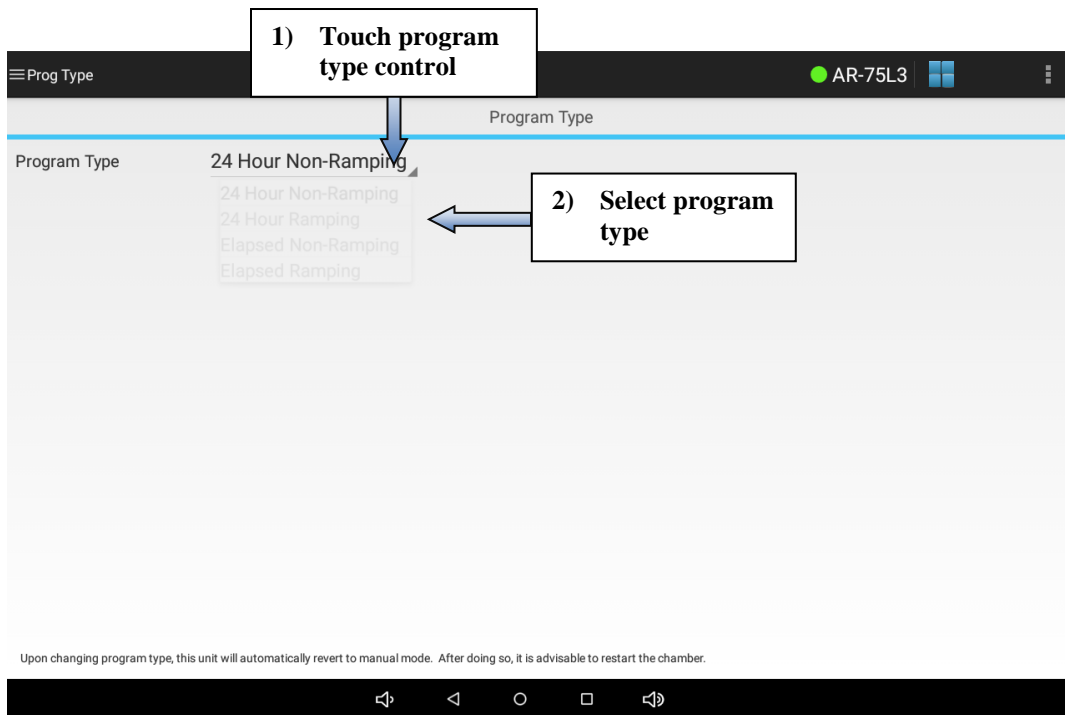 1) Touch program
type control
Prog Type
AR-75L3
Program Type
Program Type
24 Hour Non-Ramping
24 Hour Non-Ramping
24 Hour Ramping
Elapsed Non-Ramping
Elapsed Ramping
2) Select program
type
Upon changing program type, this unit will automatically revert to manual mode. After doing so, it is advisable to restart the chamber.